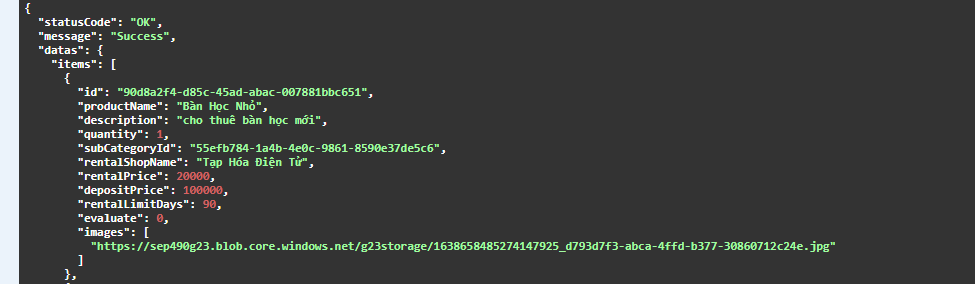 {
"statusCode": "OK",
"message": "Success",
"datas": {
"items": [
{
"id": "90d8a2f4-d85c-45ad-abac-007881bbc651",
"productName": "Bàn Học Nhỏ",
"description": "cho thuê bàn học mới",
"quantity": 1,
"subCategoryId": "55efb784-1a4b-4e0c-9861-8590e37de5c6",
"rentalShopName": "Tạp Hóa Điện Tử",
"rentalPrice": 20000,
"depositPrice": 100000,
"rentalLimitDays": 90,
"evaluate": 0,
"images": [
"https://sep490g23.blob.core.windows.net/g23storage/1638658485274147925_d793d7f3-abca-4ffd-b377-30860712c24e.jpg"
]
},